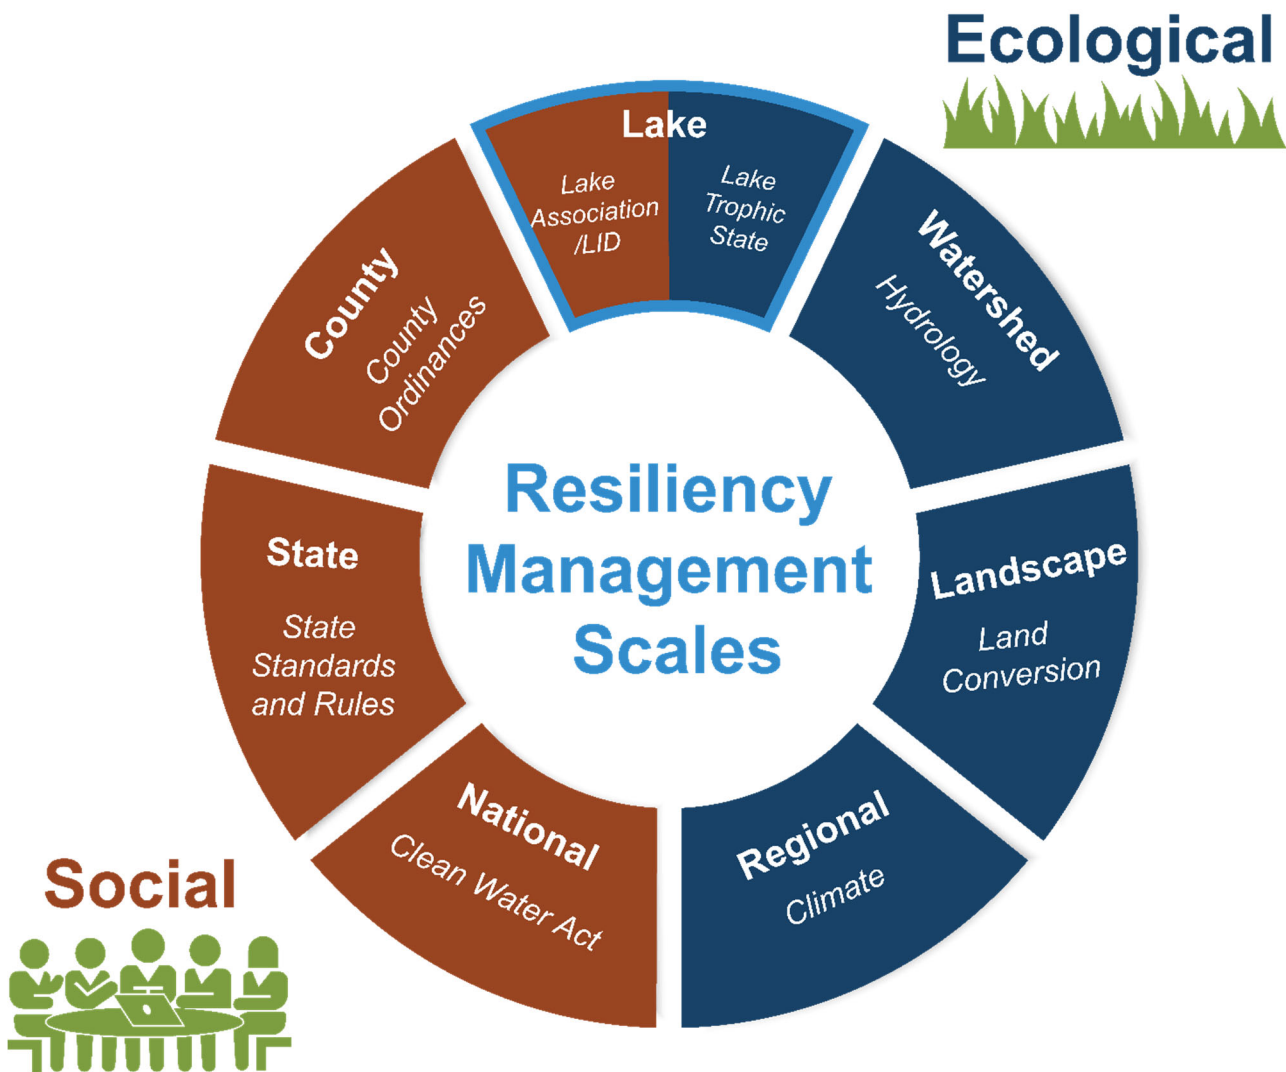 Ecological
Lake
Lake
Association
/LID
Lake
Trophic
State
Watershed
Hydrology
Landscape
Land
Conversion
Regional
Climate
National
Clean Water Act
State
State
Standards
and Rules
County
County
Ordinances
Resiliency
Management
Scales
Social